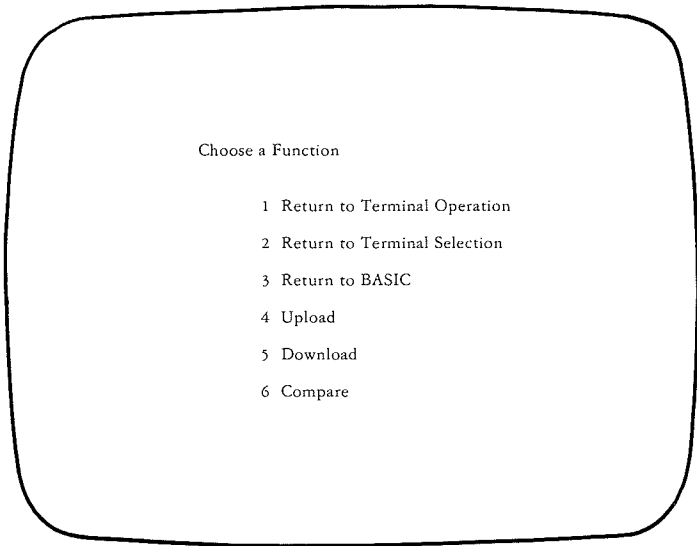 Choose a Function
1 Return to Terminal Operation
2 Return to Terminal Selection
3 Return to BASIC
4 Upload
5 Download
6 Compare